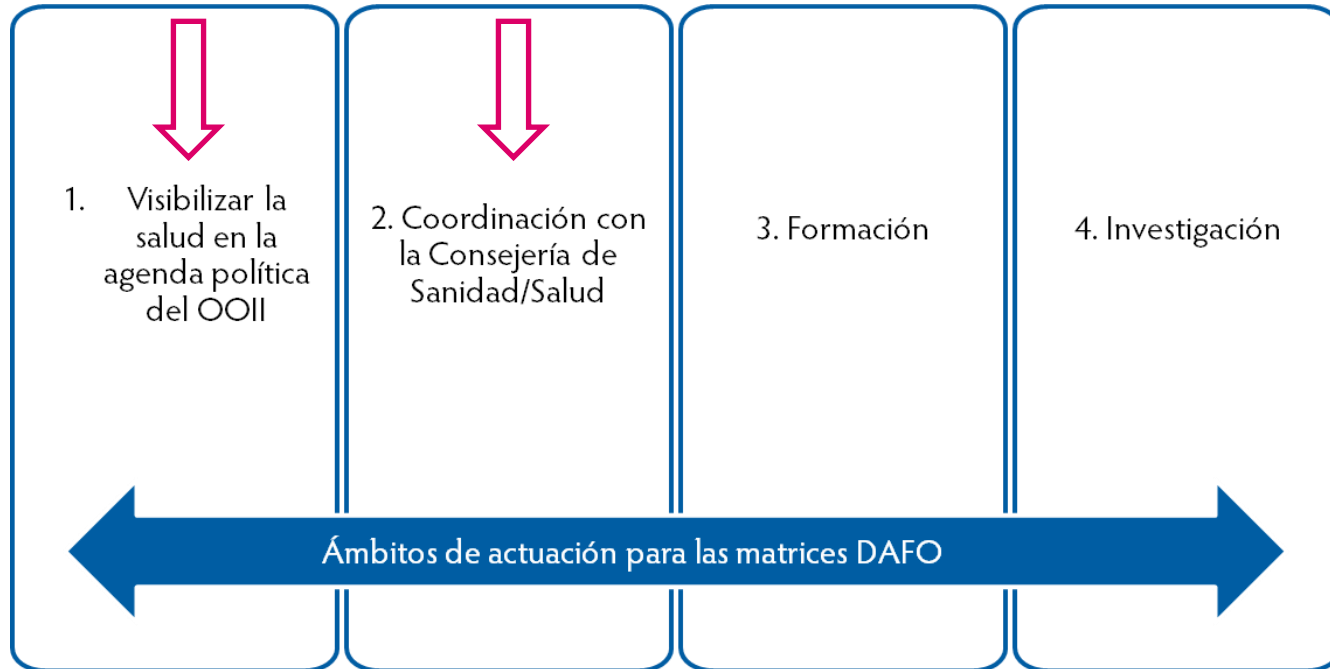 1. Visibilizar la
salud en la
agenda política
del OOII
2. Coordinación con
la Consejería de
Sanidad/Salud
3. Formación
4. Investigación
Ámbitos de actuación para las matrices DAFO